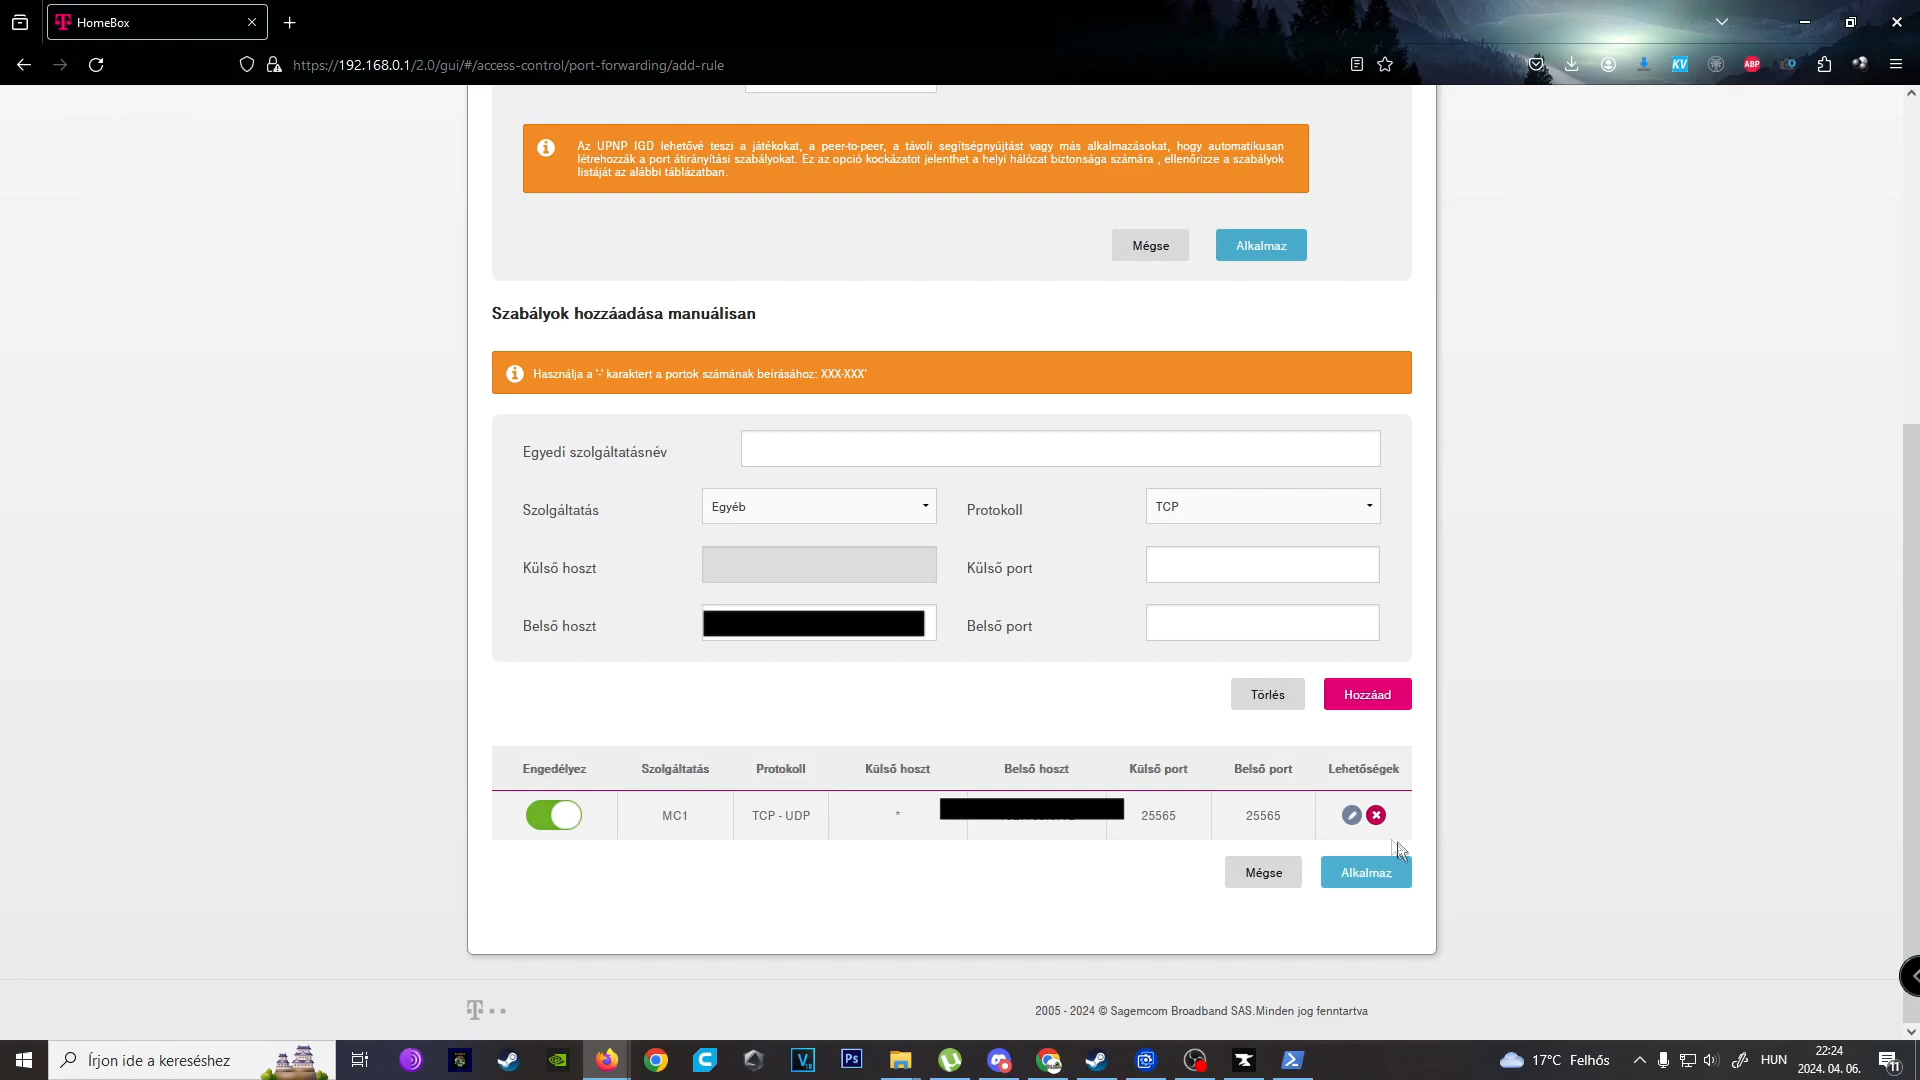 HomeBox
https://192.168.0.1/2.0/gui/#/access-control/port-forwarding/add-rule
KV
ABP
Az UPNP IGD lehetővé teszi a játékokat, a peer-to-peer, a távoli segítségnyújtást vagy más alkalmazásokat, hogy automatikusan
létrehozzák a port átirányítási szabályokat. Ez az opció kockázatot jelenthet a helyi hálózat biztonsága számára , ellenőrizze a szabályok
listáját az alábbi táblázatban.
Mégse
Alkalmaz
Szabályok hozzáadása manuálisan
Használja a '-' karaktert a portok számának beírásához: XXX-XXX'
Egyedi szolgáltatásnév
Szolgáltatás
Egyéb
Protokoll
TCP
Külső hoszt
Külső port
Belső hoszt
Belső port
Törlés
Hozzáad
Engedélyez
Szolgáltatás
Protokoll
Külső hoszt
Belső hoszt
Külső port
Belső port
Lehetőségek
MC1
TCP - UDP
*
25565
25565
Mégse
Alkalmaz
2005 - 2024 © Sagemcom Broadband SAS.Minden jog fenntartva
Írjon ide a kereséshez
Ps
17°C Felhős
HUN
22:24
2024. 04. 06.
11